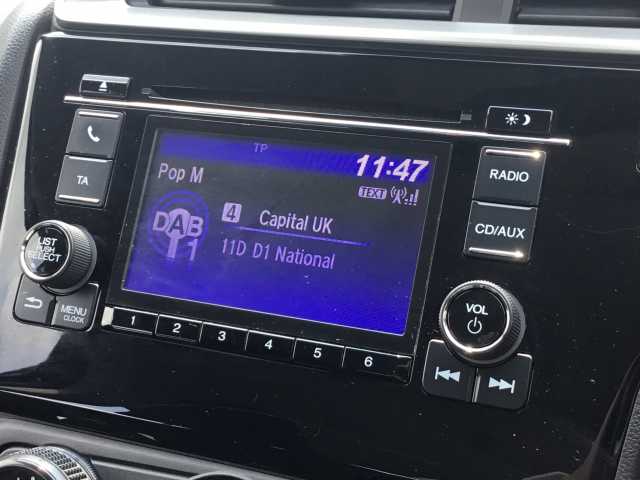 TP
11:47
Pop M
TEXT
DAB
1
4 Capital UK
11D D1 National
TA
LIST
PUSH
SELECT
MENU
CLOCK
1 2 3 4 5 6
RADIO
CD/AUX
VOL